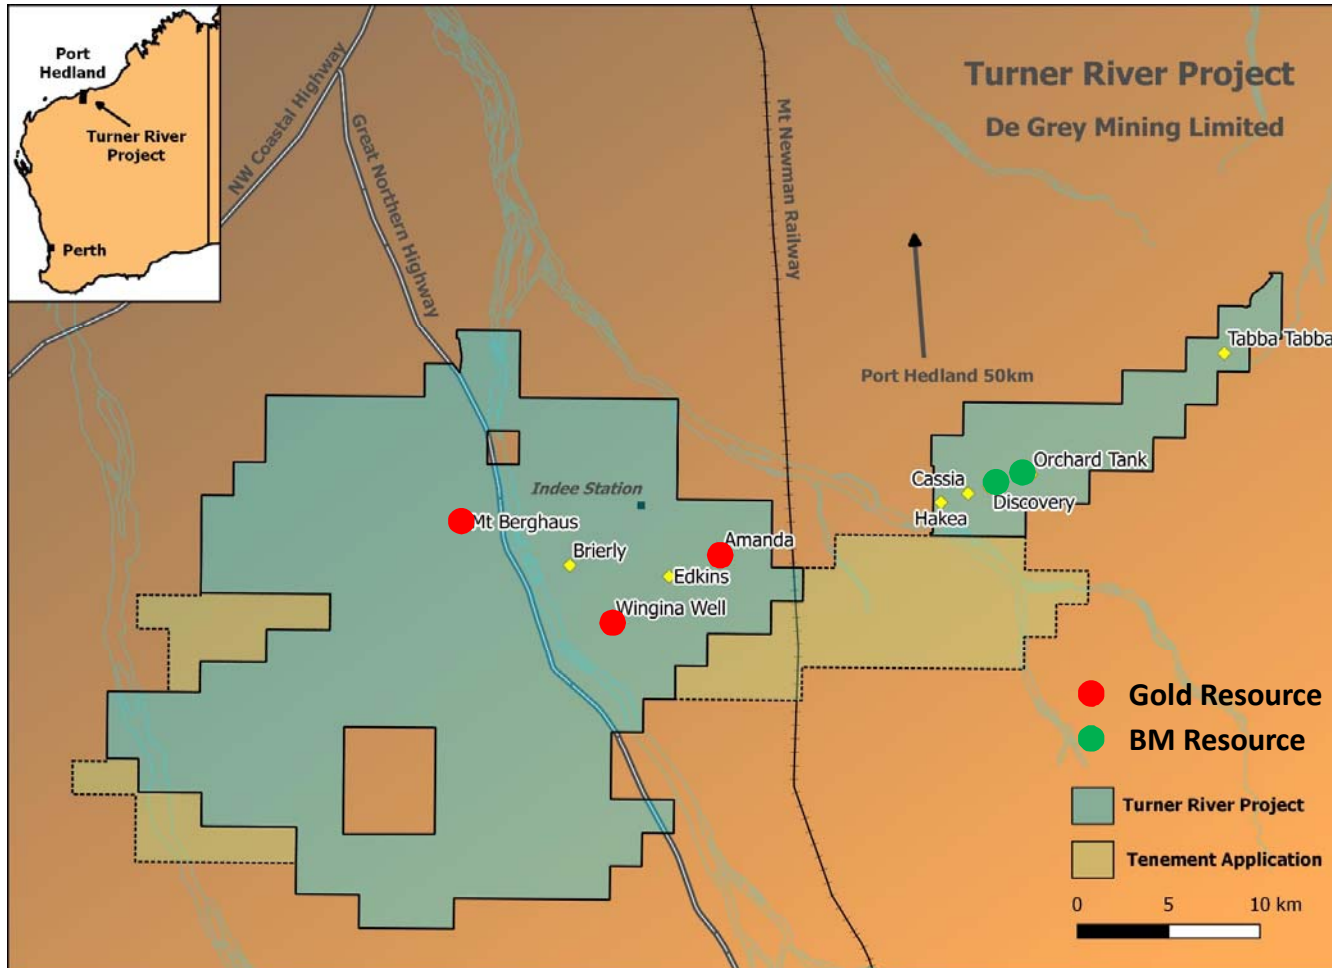 Port
Hedland
Turner River
Project
Perth
NW Coastal Highway
Great Northern Highway
Mt Newman Railway
Turner River Project
De Grey Mining Limited
Port Hedland 50km
Tabba Tabba
Orchard Tank
Cassia
Discovery
Hakea
Indee Station
Mt Berghaus
Amanda
Brierly
Edkins
Wingina Well
Gold Resource
BM Resource
Turner River Project
Tenement Application
0 5 10 km